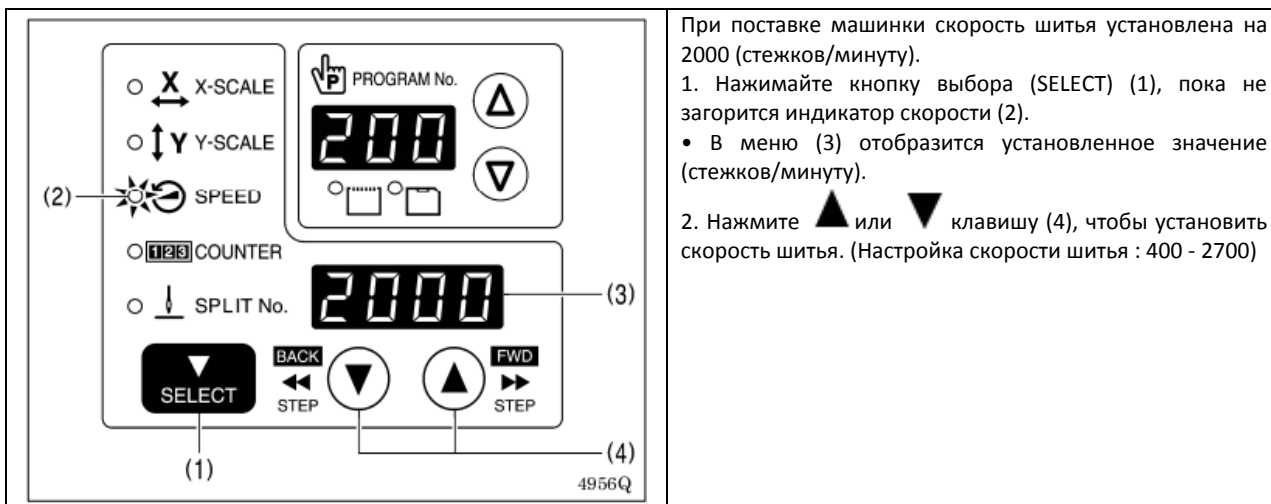 X X-SCALE
Y Y-SCALE
(2) SPEED
123 COUNTER
SPLIT No.
P PROGRAM No.
200
2000 (3)
SELECT
BACK
STEP
FWD
STEP
(1)
(4)
4956Q
При поставке машинки скорость шитья установлена на
2000 (стежков/минуту).
1. Нажимайте кнопку выбора (SELECT) (1), пока не
загорится индикатор скорости (2).
• В меню (3) отобразится установленное значение
(стежков/минуту).
2. Нажмите ▲ или ▼ клавишу (4), чтобы установить
скорость шитья. (Настройка скорости шитья : 400 - 2700)